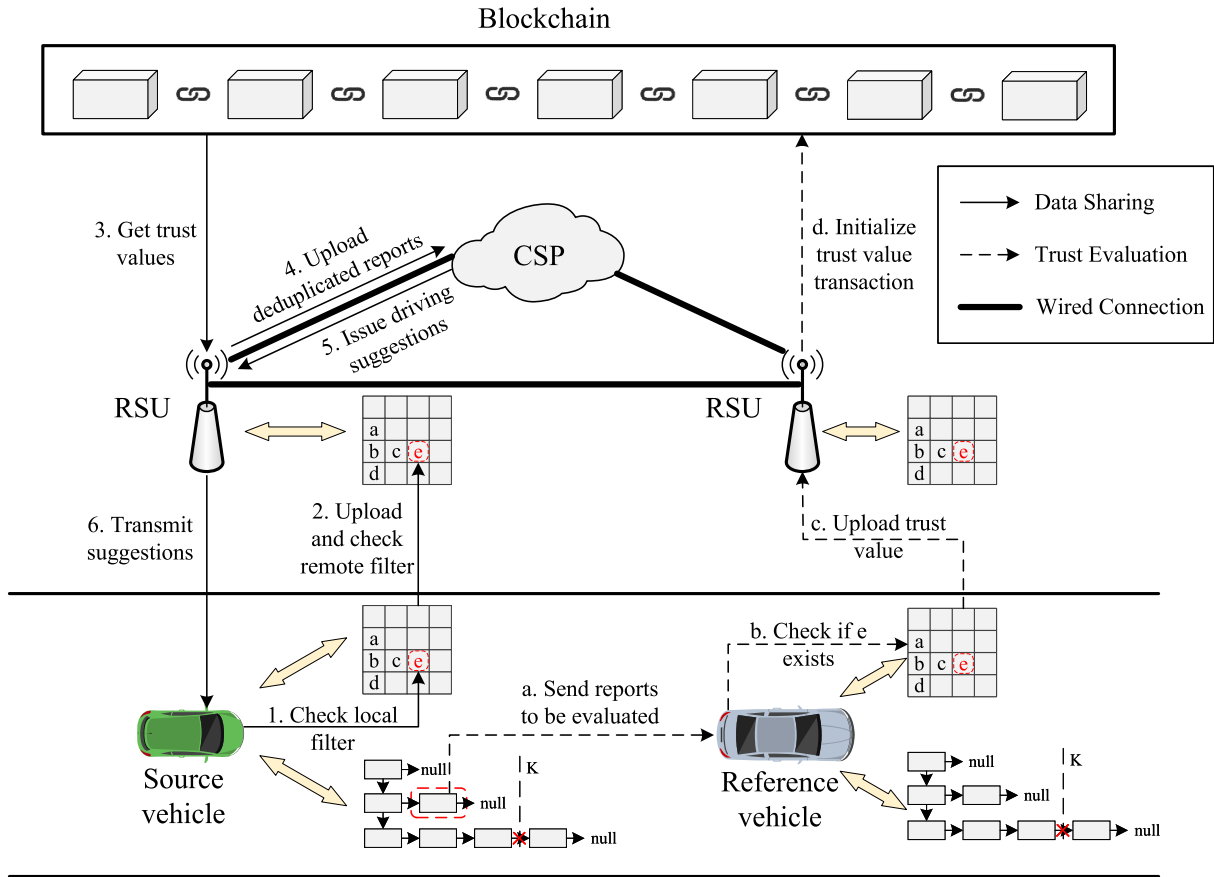 Blockchain
3. Get trust
values
4. Upload
deduplicated reports
5. Issue driving
suggestions
CSP
d. Initialize
trust value
transaction
Data Sharing
Trust Evaluation
Wired Connection
RSU
RSU
a
b c e
d
a
b c e
d
6. Transmit
suggestions
2. Upload
and check
remote filter
c. Upload trust
value
a
b c e
d
b. Check if e
exists
a
b c e
d
1. Check local
filter
a. Send reports
to be evaluated
Source
vehicle
Reference
vehicle
null
K
null
null
null
K
null
null